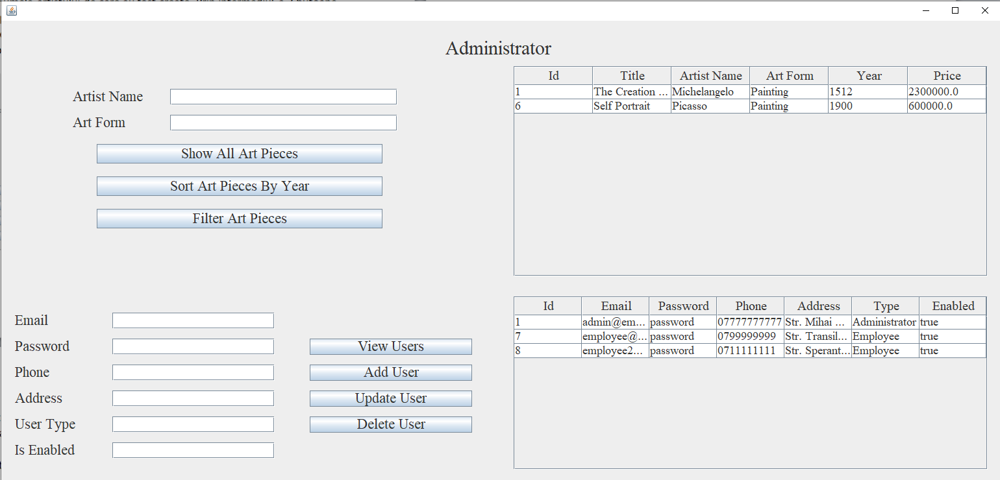 Administrator
Artist Name
Art Form
Show All Art Pieces
Sort Art Pieces By Year
Filter Art Pieces
Id Title Artist Name Art Form Year Price
1 The Creation ... Michelangelo Painting 1512 2300000.0
6 Self Portrait Picasso Painting 1900 600000.0
Email
Password
Phone
Address
User Type
Is Enabled
View Users
Add User
Update User
Delete User
Id Email Password Phone Address Type Enabled
1 admin@em... password 07777777777 Str. Mihai ... Administrator true
7 employee@... password 0799999999 Str. Transil... Employee true
8 employee2... password 0711111111 Str. Sperant... Employee true